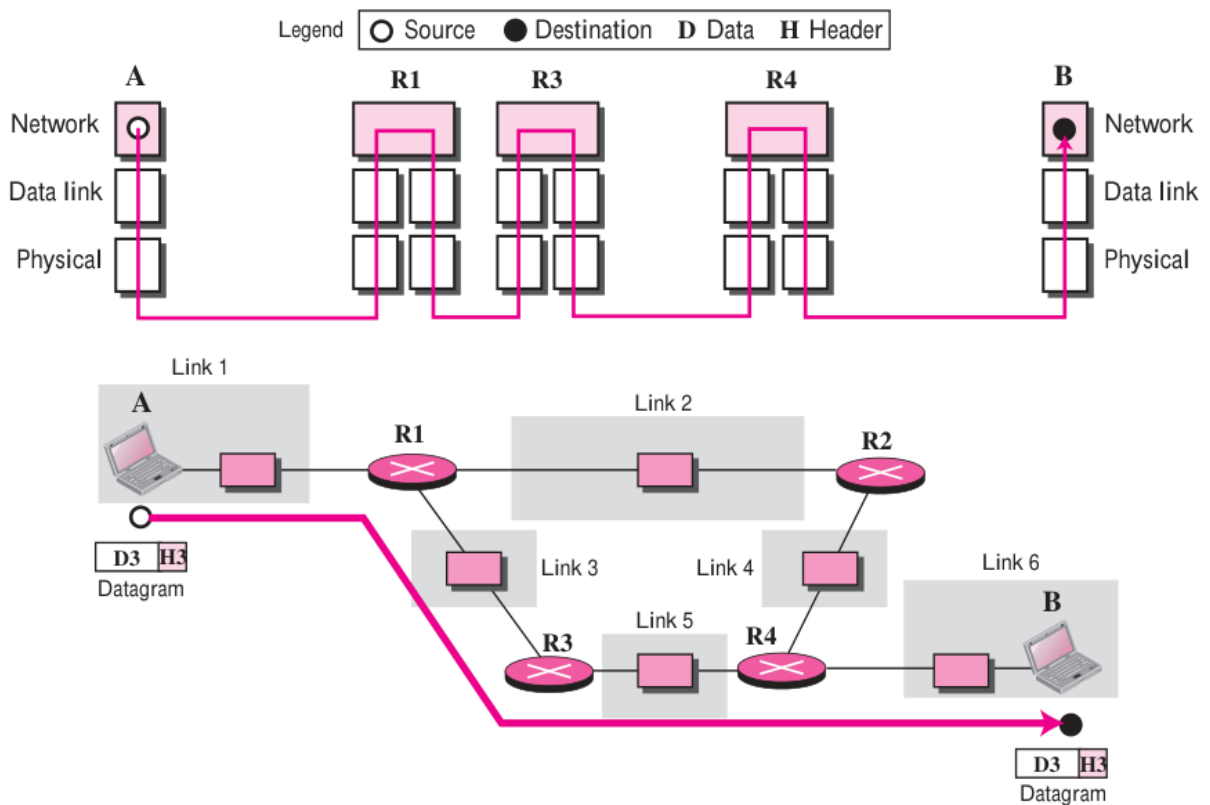 Legend Source Destination D Data H Header
A R1 R3 R4 B
Network Network
Data link Data link
Physical Physical
Link 1
A
Link 2
R1 R2
D3 H3
Datagram
Link 3
Link 4
Link 6
B
Link 5
R3 R4
D3 H3
Datagram